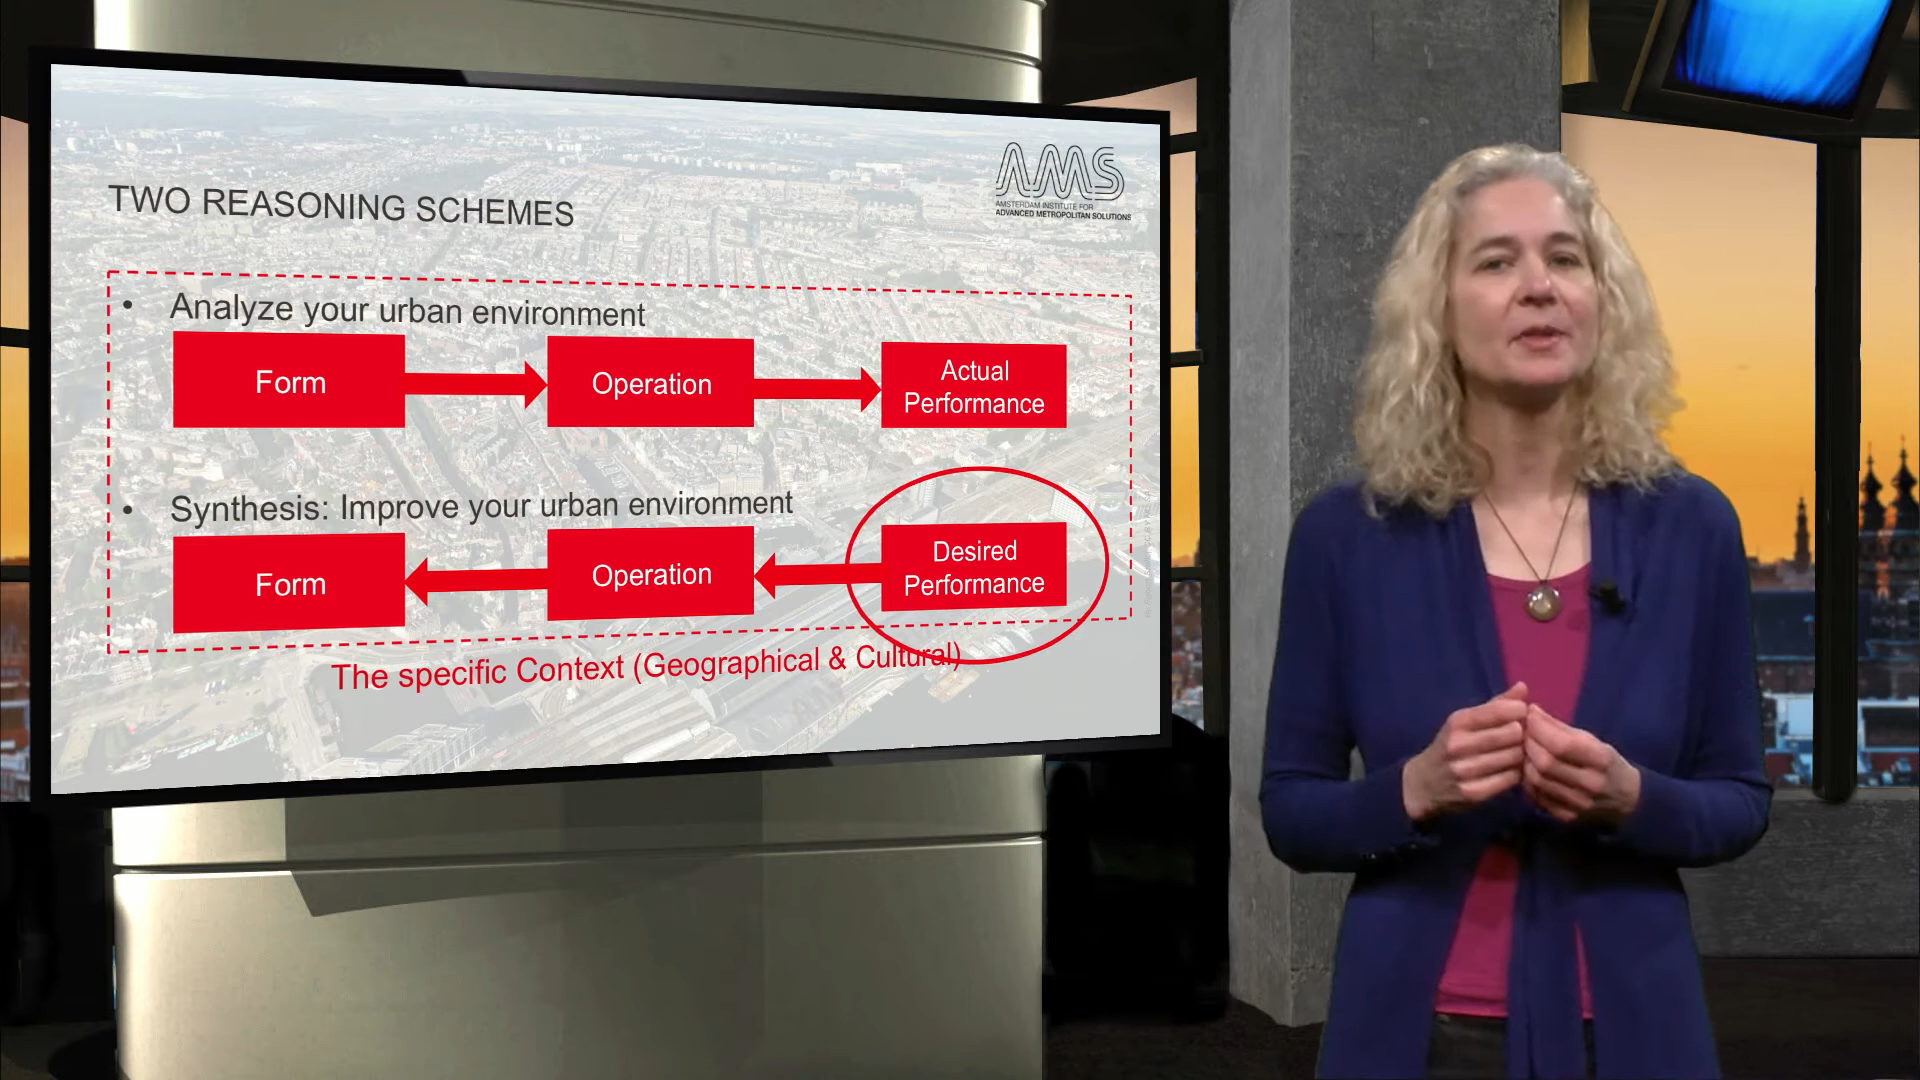 AMS
AMSTERDAM INSTITUTE FOR
ADVANCED METROPOLITAN SOLUTIONS
TWO REASONING SCHEMES
• Analyze your urban environment
Form
Operation
Actual
Performance
er
• Synthesis: Improve your urban environment
Form
Operation
Desired
Performance
The specific Context (Geographical & Cultural)